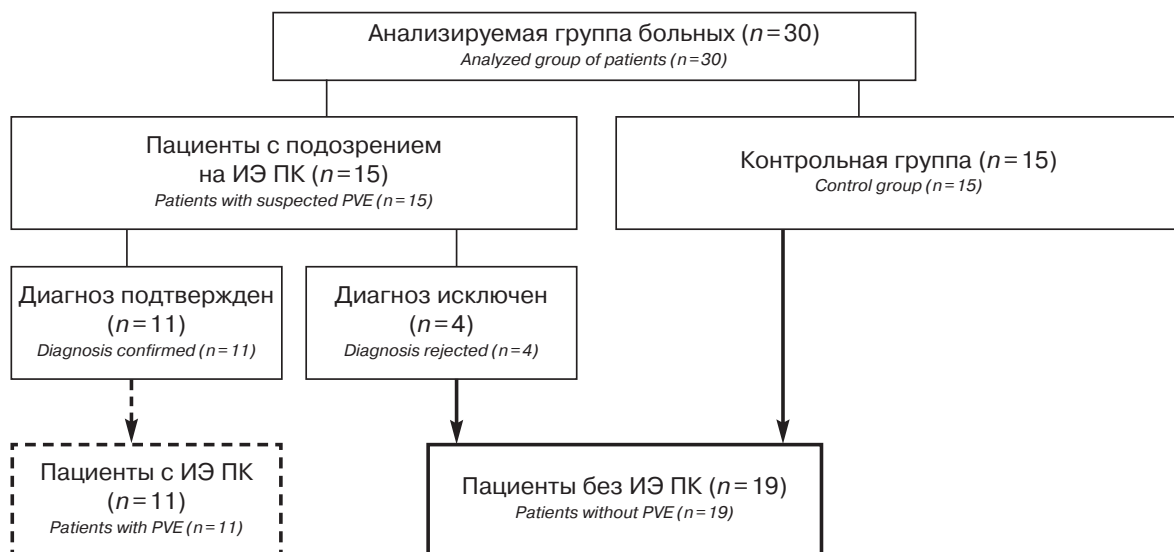 Анализируемая группа больных (n=30)
Analyzed group of patients (n=30)
Пациенты с подозрением
на ИЭ ПК (n=15)
Patients with suspected PVE (n=15)
Контрольная группа (n=15)
Control group (n=15)
Диагноз подтвержден
(n=11)
Diagnosis confirmed (n=11)
Диагноз исключен
(n=4)
Diagnosis rejected (n=4)
Пациенты с ИЭ ПК
(n=11)
Patients with PVE (n=11)
Пациенты без ИЭ ПК (n=19)
Patients without PVE (n=19)